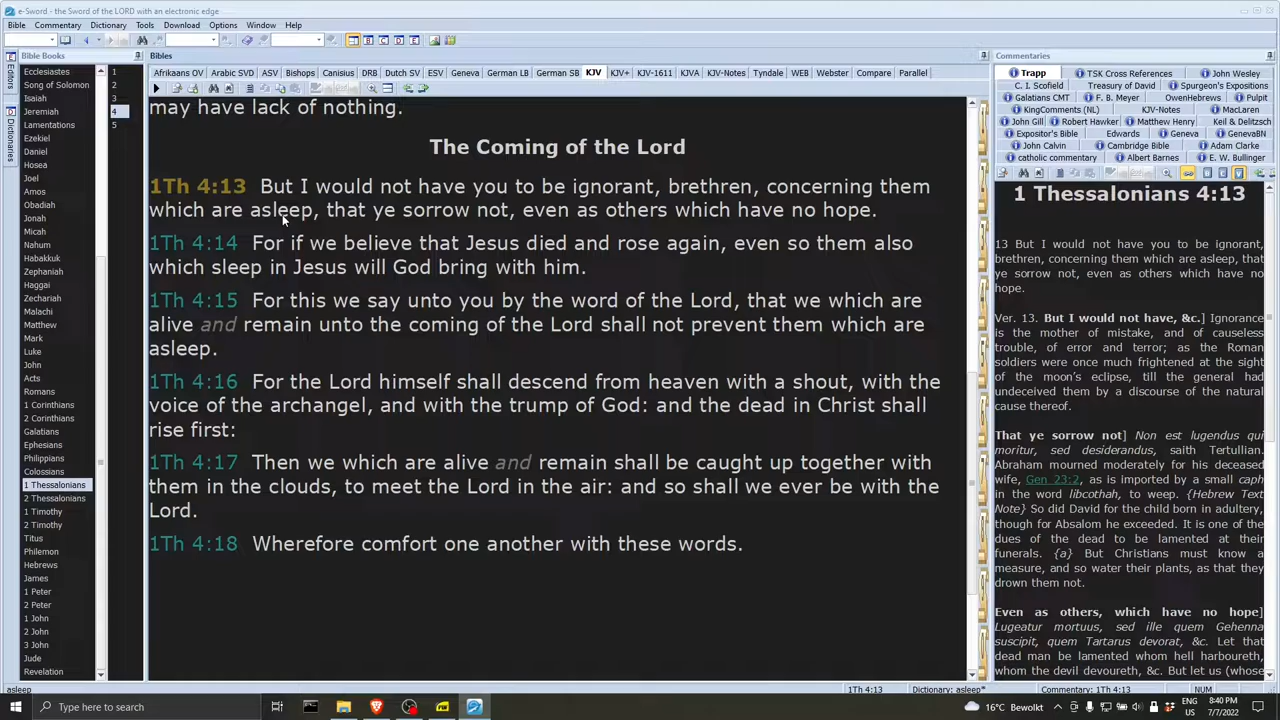 e-Sword - the Sword of the LORD with an electronic edge
Bible Commentary Dictionary Tools Download Options Window Help
Bible Books
Bibles
Commentaries
Editors
Dictionaries
Ecclesiastes
Song of Solomon
Isaiah
Jeremiah
Lamentations
Ezekiel
Daniel
Hosea
Joel
Amos
Obadiah
Jonah
Micah
Nahum
Habakkuk
Zephaniah
Haggai
Zechariah
Malachi
Matthew
Mark
Luke
John
Acts
Romans
1 Corinthians
2 Corinthians
Galatians
Ephesians
Philippians
Colossians
1 Thessalonians
2 Thessalonians
1 Timothy
2 Timothy
Titus
Philemon
Hebrews
James
1 Peter
2 Peter
1 John
2 John
3 John
Jude
Revelation
1
2
3
4
5
Afrikaans OV Arabic SVD ASV Bishops Canisius DRB Dutch SV ESV Geneva German LB German SB KJV KJV+ KJV-1611 KJVA KJV-Notes Tyndale WEB Webster Compare Parallel
may have lack of nothing.
The Coming of the Lord
1Th 4:13 But I would not have you to be ignorant, brethren, concerning them
which are asleep, that ye sorrow not, even as others which have no hope.
1Th 4:14 For if we believe that Jesus died and rose again, even so them also
which sleep in Jesus will God bring with him.
1Th 4:15 For this we say unto you by the word of the Lord, that we which are
alive and remain unto the coming of the Lord shall not prevent them which are
asleep.
1Th 4:16 For the Lord himself shall descend from heaven with a shout, with the
voice of the archangel, and with the trump of God: and the dead in Christ shall
rise first:
1Th 4:17 Then we which are alive and remain shall be caught up together with
them in the clouds, to meet the Lord in the air: and so shall we ever be with the
Lord.
1Th 4:18 Wherefore comfort one another with these words.
Trapp TSK Cross References John Wesley
C. I. Scofield Treasury of David Spurgeon's Expositions
Galatians CMT F. B. Meyer OwenHebrews Pulpit
KingComments (NL) KJV-Notes MacLaren
John Gill Robert Hawker Matthew Henry Keil & Delitzsch
Expositor's Bible Edwards Geneva GenevaBN
John Calvin Cambridge Bible Adam Clarke
catholic commentary Albert Barnes E. W. Bullinger
1 Thessalonians 4:13
13 But I would not have you to be ignorant,
brethren, concerning them which are asleep, that
ye sorrow not, even as others which have no
hope.
Ver. 13. But I would not have, &c.] Ignorance
is the mother of mistake, and of causeless
trouble, of error and terror; as the Roman
soldiers were once much frightened at the sight
of the moon's eclipse, till the general had
undeceived them by a discourse of the natural
cause thereof.
That ye sorrow not] Non est lugendus qui
moritur, sed desiderandus, saith Tertullian.
Abraham mourned moderately for his deceased
wife, Gen 23:2, as is imported by a small caph
in the word libcothah, to weep. {Hebrew Text
Note} So did David for the child born in adultery,
though for Absalom he exceeded. It is one of the
dues of the dead to be lamented at their
funerals. {a} But Christians must know a
measure, and so water their plants, as that they
drown them not.
Even as others, which have no hope]
Lugeatur mortuus, sed ille quem Gehenna
suscipit, quem Tartarus devorat, &c. Let that
dead man be lamented whom hell harboureth,
whom the devil devoureth, &c. But let us (whose
asleep 1Th 4:13 Dictionary: asleep* Commentary: 1Th 4:13 NUM
Type here to search
16°C Bewolkt
ENG
US
8:40 PM
7/7/2022